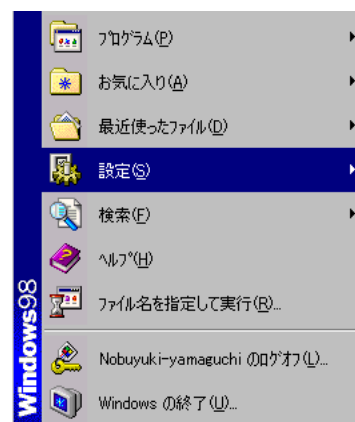 プログラム(P)
お気に入り(A)
最近使ったファイル(D)
設定(S)
検索(F)
ヘルプ(H)
ファイル名を指定して実行(R)...
Nobuyuki-yamaguchi のログオフ(L)...
Windows の終了(U)...
Windows98